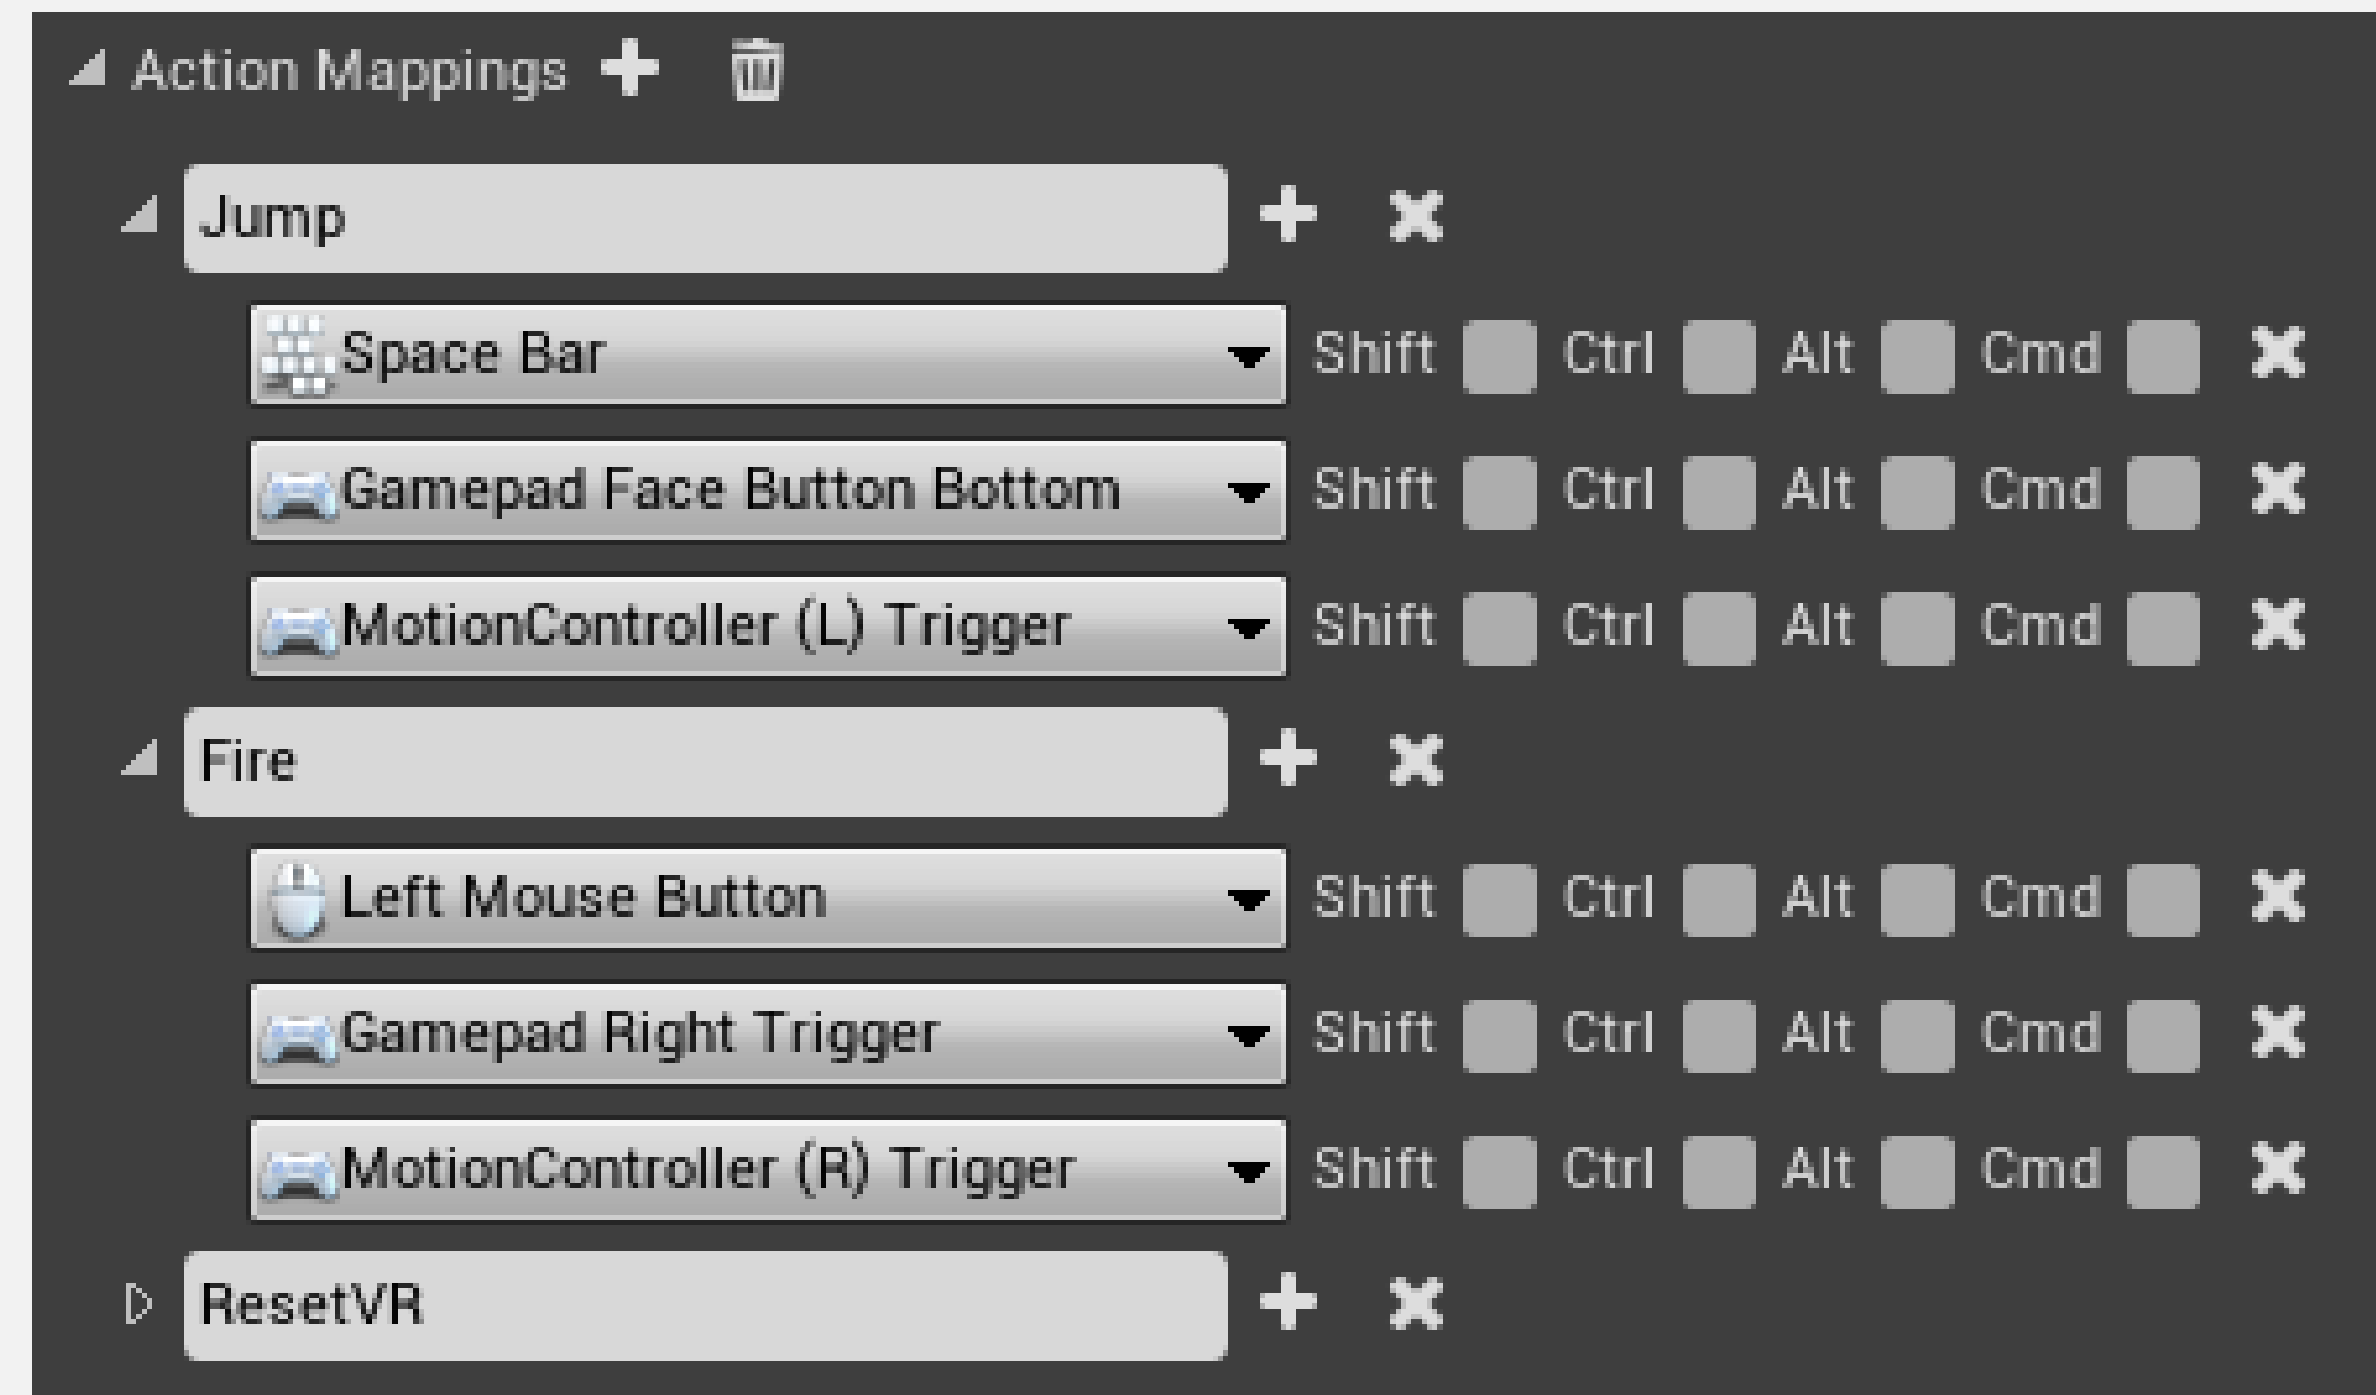 Action Mappings
Jump
Space Bar Shift Ctrl Alt Cmd
Gamepad Face Button Bottom Shift Ctrl Alt Cmd
MotionController (L) Trigger Shift Ctrl Alt Cmd
Fire
Left Mouse Button Shift Ctrl Alt Cmd
Gamepad Right Trigger Shift Ctrl Alt Cmd
MotionController (R) Trigger Shift Ctrl Alt Cmd
ResetVR